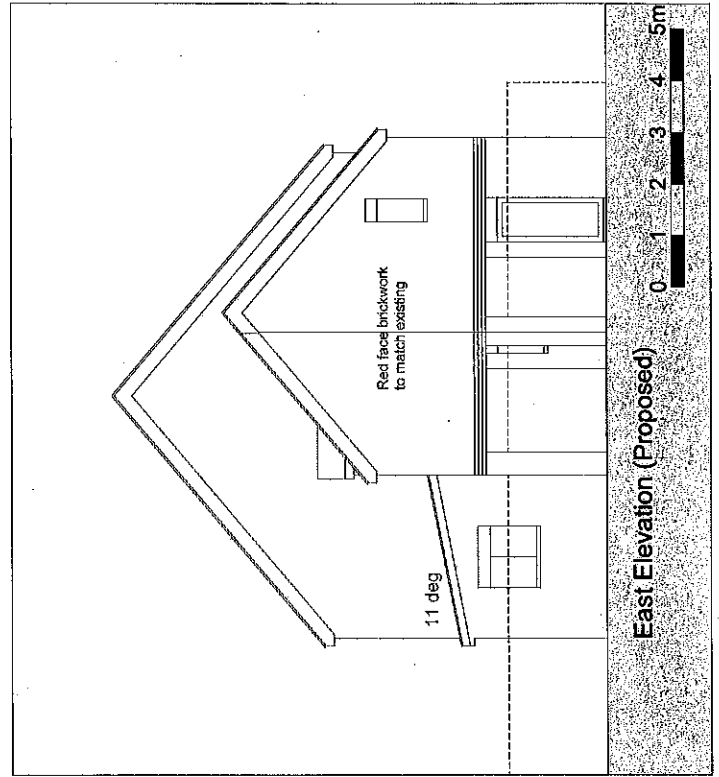 Red face brickwork
to match existing
11 deg
East Elevation (Proposed)
0 1 2 3 4 5m